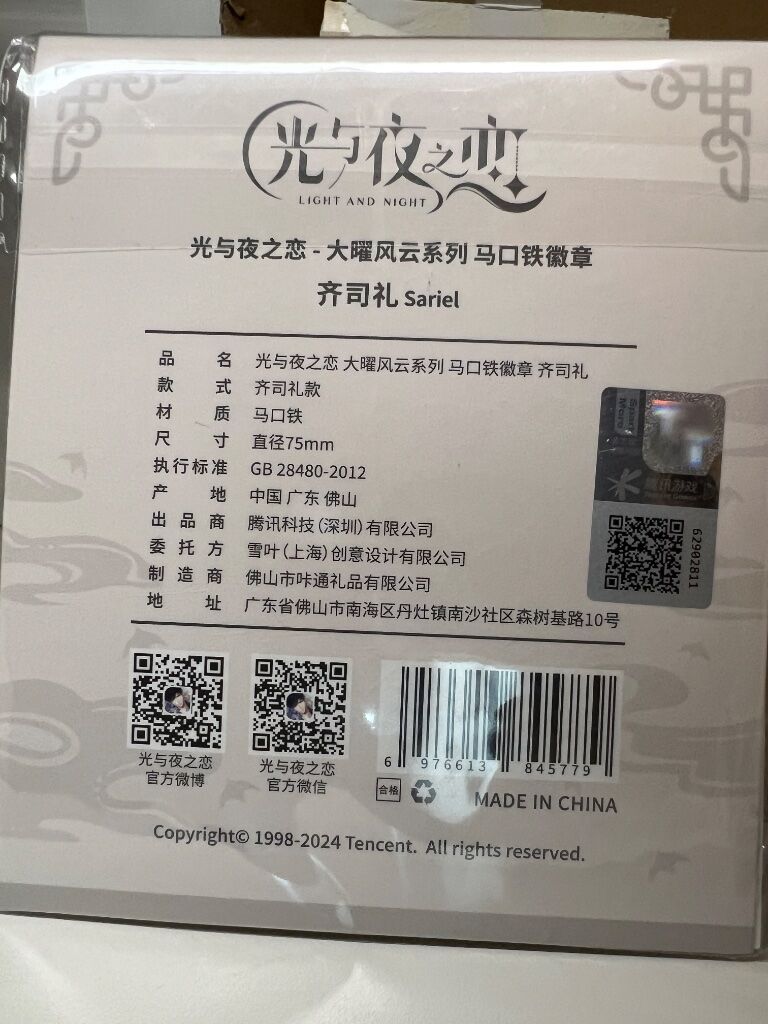 光与夜之恋
LIGHT AND NIGHT
光与夜之恋 - 大曜风云系列 马口铁徽章
齐司礼 Sariel
品名 光与夜之恋 大曜风云系列 马口铁徽章 齐司礼
款式 齐司礼款
材质 马口铁
尺寸 直径75mm
执行标准 GB 28480-2012
产地 中国 广东 佛山
出品商 腾讯科技(深圳)有限公司
委托方 雪叶(上海)创意设计有限公司
制造商 佛山市咔通礼品有限公司
地址 广东省佛山市南海区丹灶镇南沙社区森树基路10号
腾讯游戏
62902811
光与夜之恋
官方微博
光与夜之恋
官方微信
6 976613 845779
合格
MADE IN CHINA
Copyright© 1998-2024 Tencent. All rights reserved.